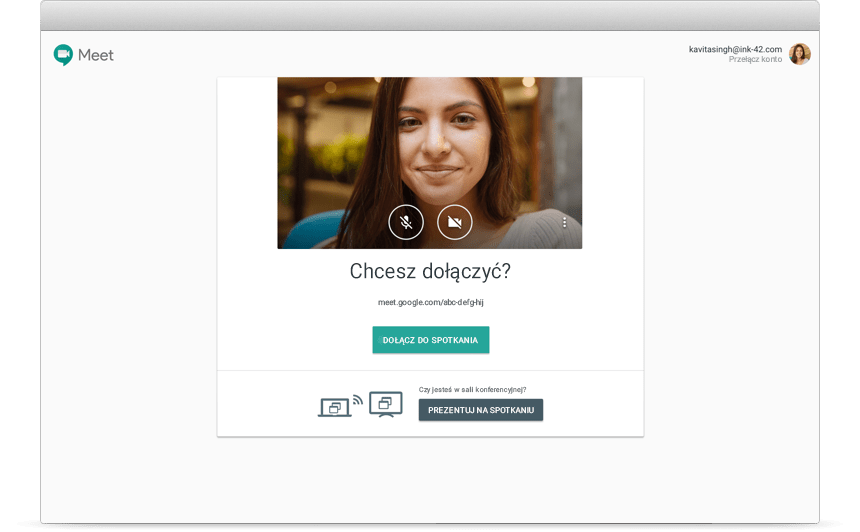 Meet
kavitasingh@ink-42.com
Przełącz konto
Chcesz dołączyć?
meet.google.com/abc-defg-hij
DOŁĄCZ DO SPOTKANIA
Czy jesteś w sali konferencyjnej?
PREZENTUJ NA SPOTKANIU